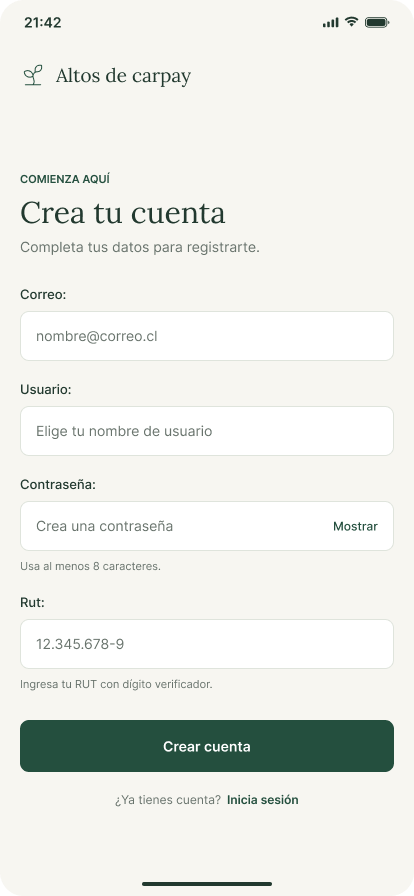 21:42
Altos de carpay
COMIENZA AQUÍ
Crea tu cuenta
Completa tus datos para registrarte.
Correo:
nombre@correo.cl
Usuario:
Elige tu nombre de usuario
Contraseña:
Crea una contraseña Mostrar
Usa al menos 8 caracteres.
Rut:
12.345.678-9
Ingresa tu RUT con dígito verificador.
Crear cuenta
¿Ya tienes cuenta? Inicia sesión